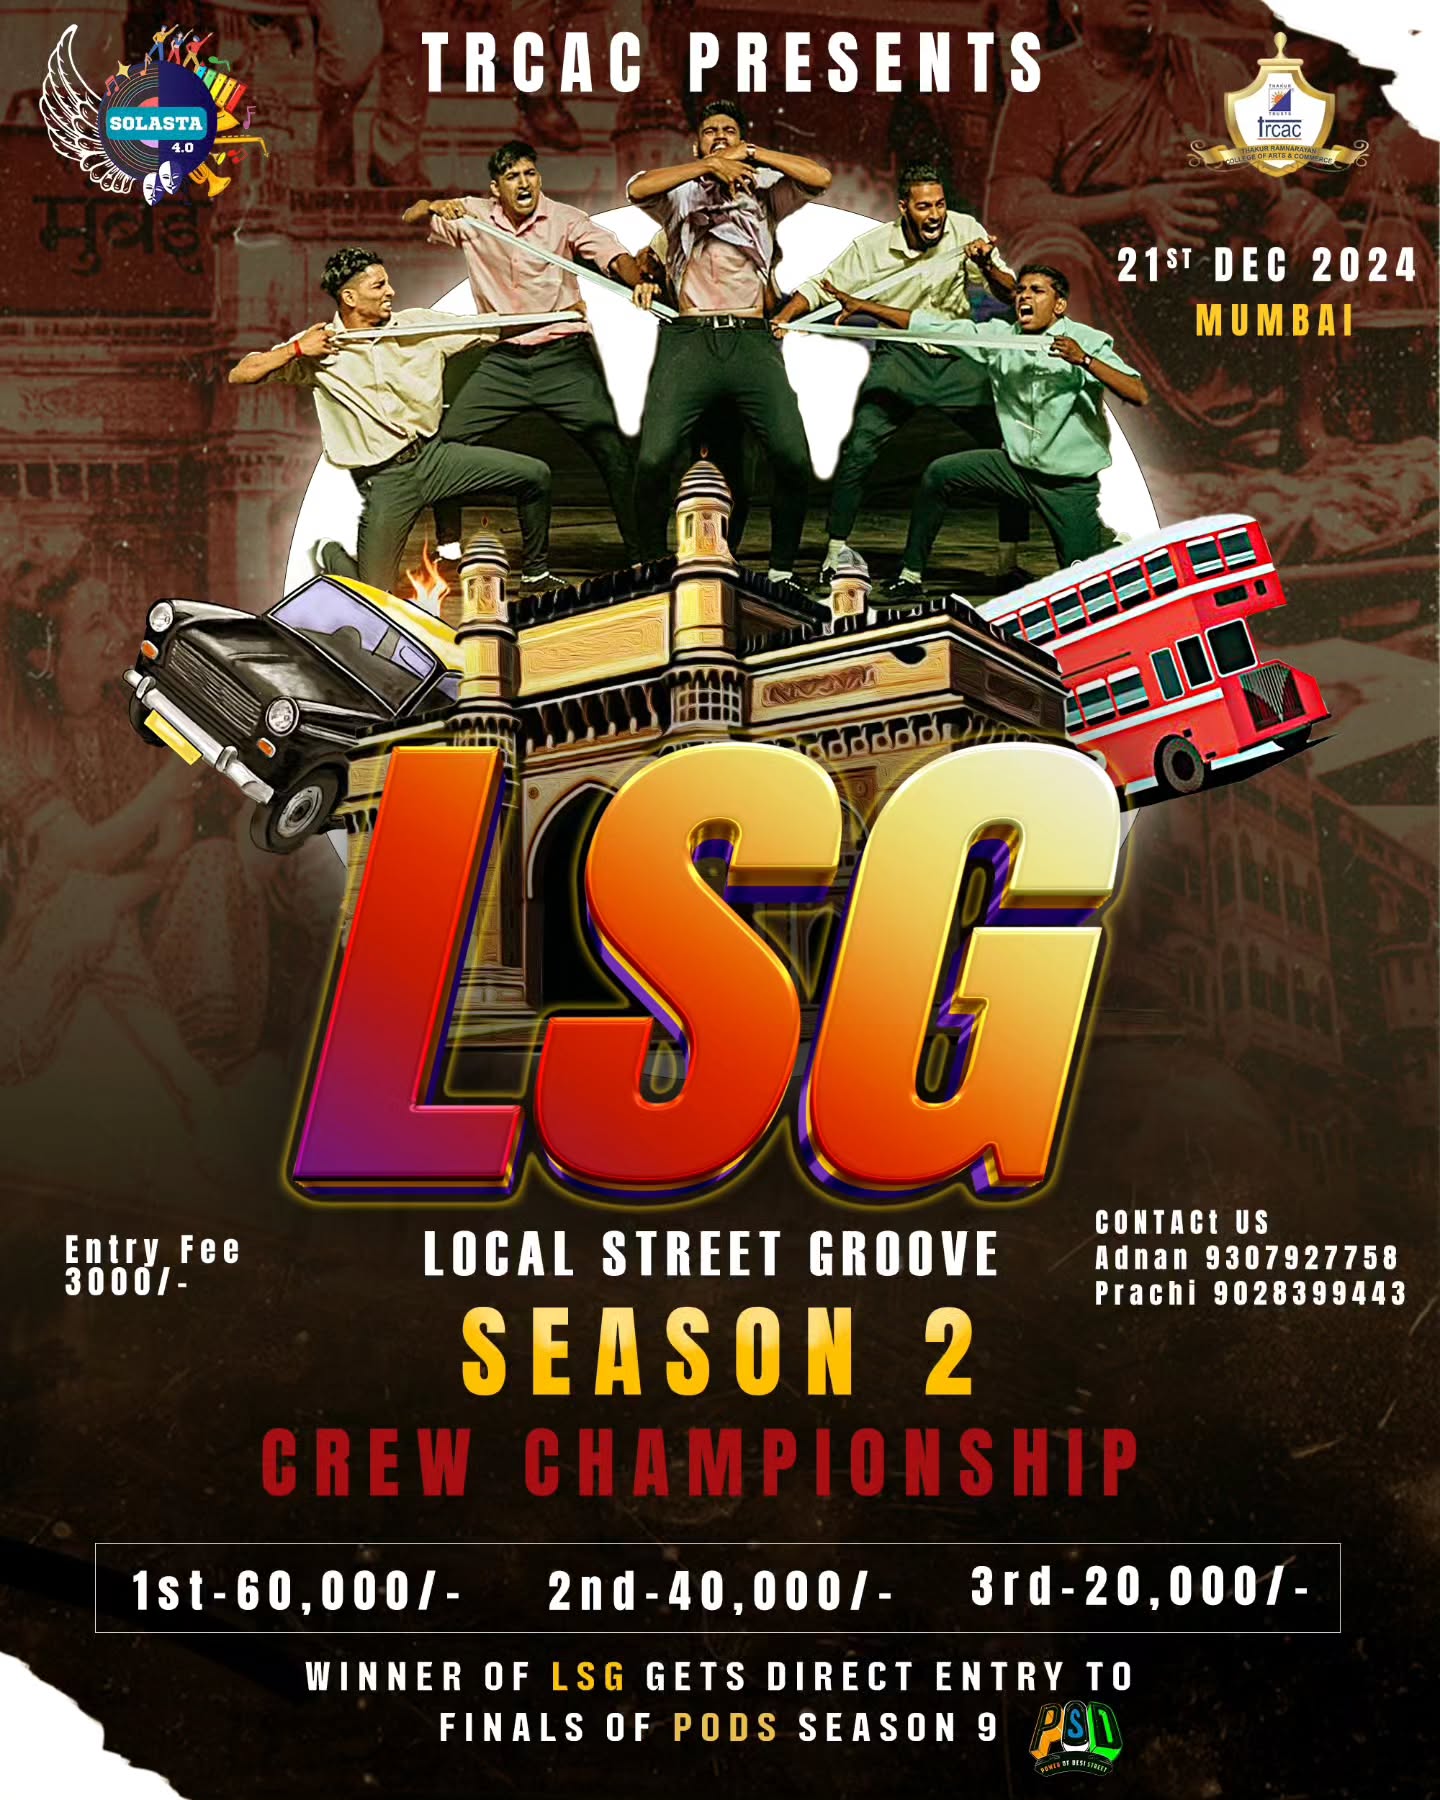 TRCAC PRESENTS
SOLASTA
4.0
THAKUR
TRUSTS
trcac
THAKUR RAMNARAYAN
COLLEGE OF ARTS & COMMERCE
मुंबई
21ST DEC 2024
MUMBAI
LSG
Entry Fee
3000/-
LOCAL STREET GROOVE
CONTACt US
Adnan 9307927758
Prachi 9028399443
SEASON 2
CREW CHAMPIONSHIP
1st-60,000/- 2nd-40,000/- 3rd-20,000/-
WINNER OF LSG GETS DIRECT ENTRY TO
FINALS OF PODS SEASON 9
POWER OF DESI STREET